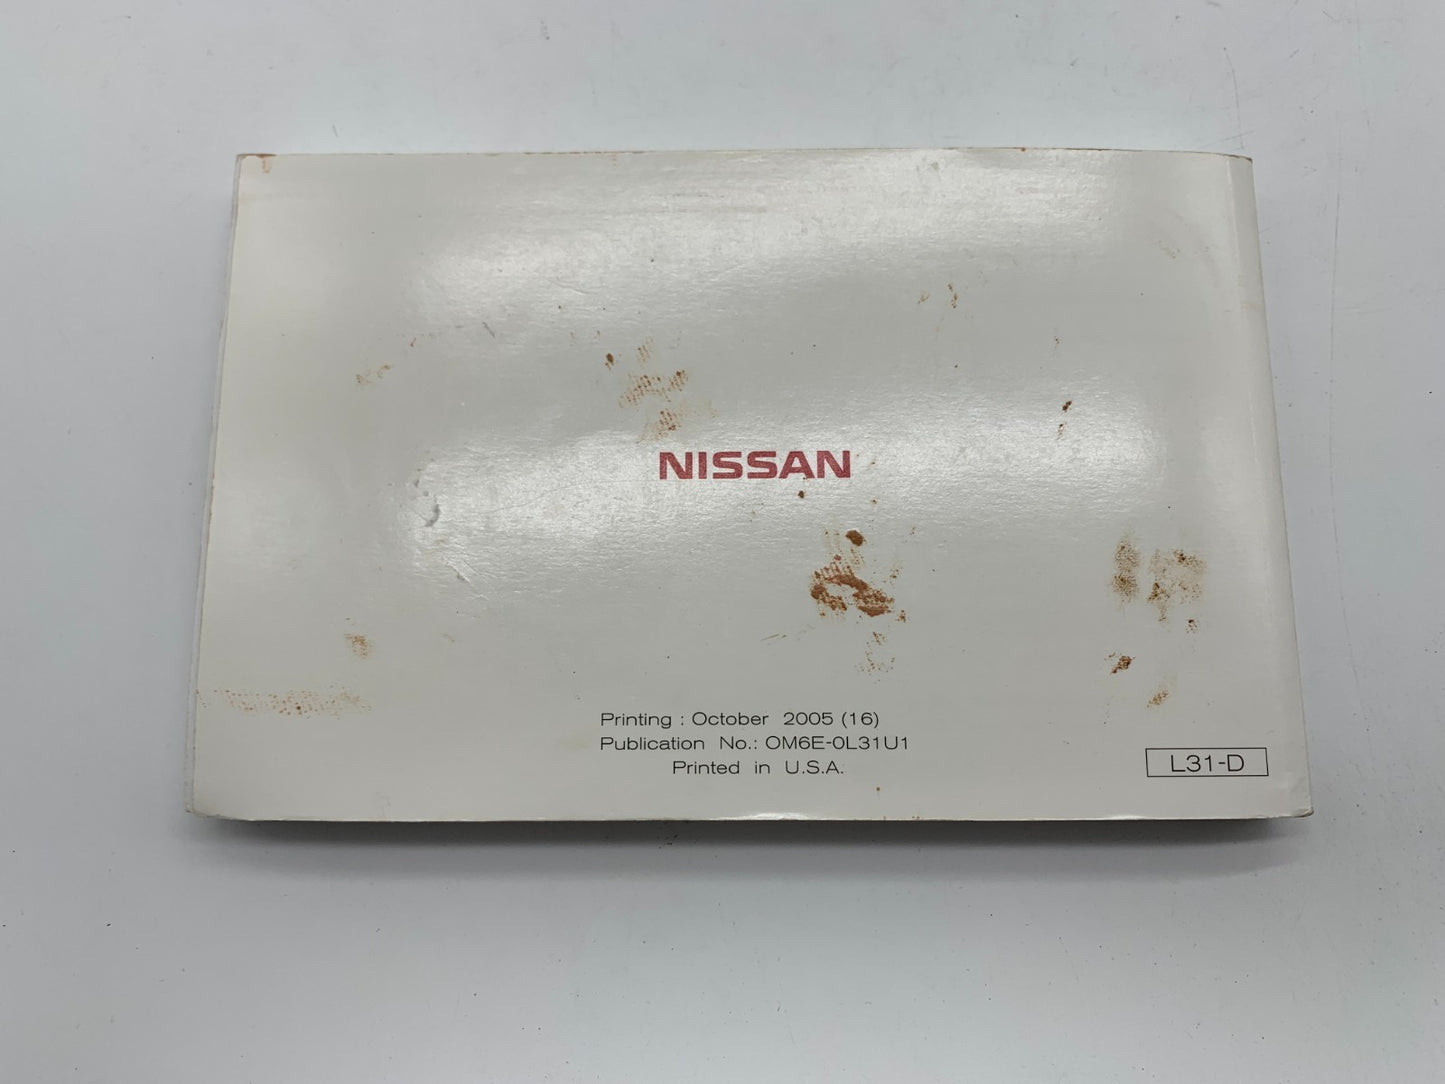 NISSAN
Printing : October 2005 (16)
Publication No.: OM6E-0L31U1
Printed in U.S.A.
L31-D